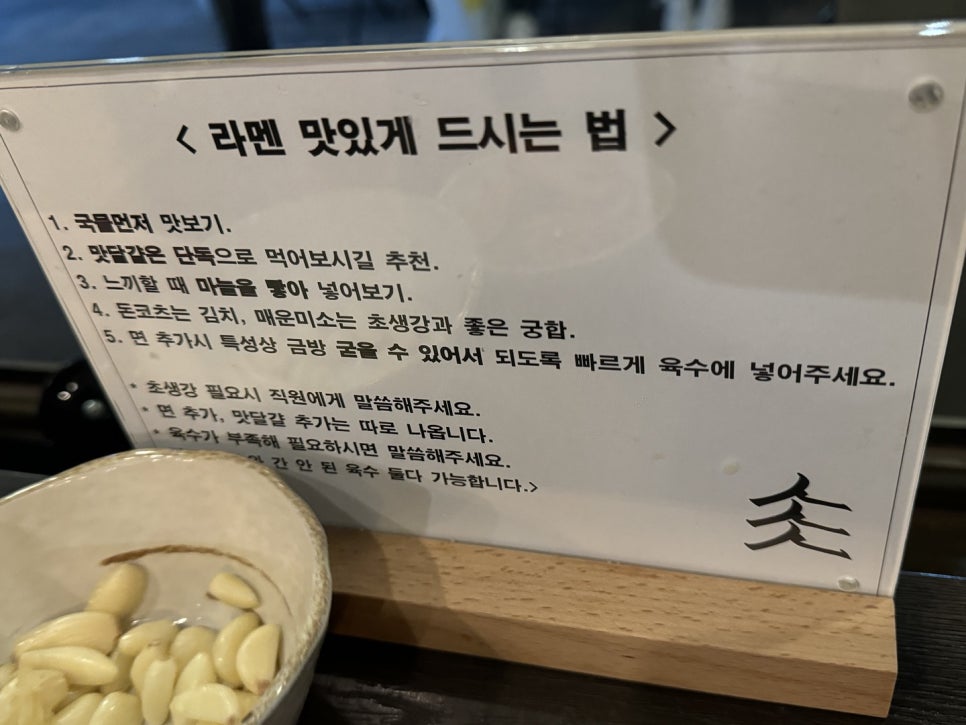 < 라멘 맛있게 드시는 법 >
1. 국물먼저 맛보기.
2. 맛달걀은 단독으로 먹어보시길 추천.
3. 느끼할 때 마늘을 빻아 넣어보기.
4. 돈코츠는 김치, 매운미소는 초생강과 좋은 궁합.
5. 면 추가시 특성상 금방 굳을 수 있어서 되도록 빠르게 육수에 넣어주세요.
* 초생강 필요시 직원에게 말씀해주세요.
* 면 추가, 맛달걀 추가는 따로 나옵니다.
* 육수가 부족해 필요하시면 말씀해주세요.
간 안 된 육수 둘다 가능합니다.>